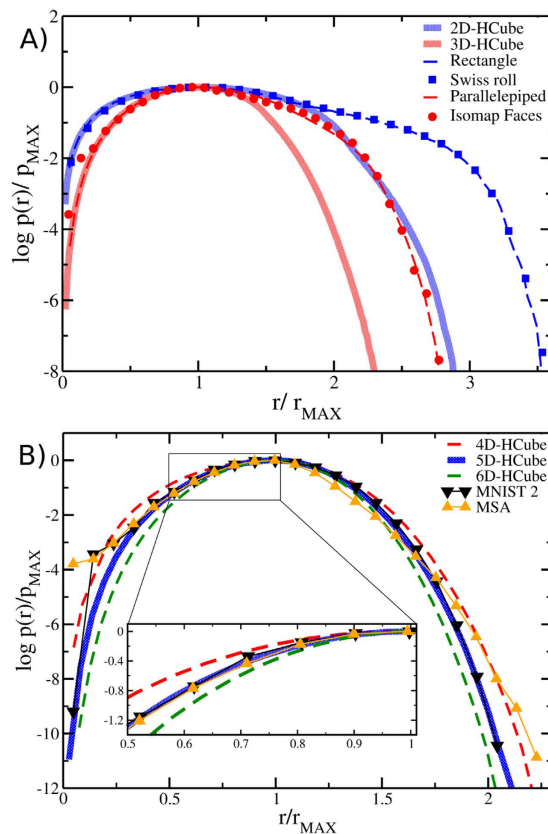 A)
2
0
-2
-4
-6
-8
log p(r)/ p_MAX
2D-HCube
3D-HCube
Rectangle
Swiss roll
Parallelepiped
Isomap Faces
0 1 2 3
r/ r_MAX
B)
0
-2
-4
-6
-8
-10
-12
log p(r)/p_MAX
4D-HCube
5D-HCube
6D-HCube
MNIST 2
MSA
0
-0.4
-0.8
-1.2
0.5 0.6 0.7 0.8 0.9 1
0 0.5 1 1.5 2
r/r_MAX